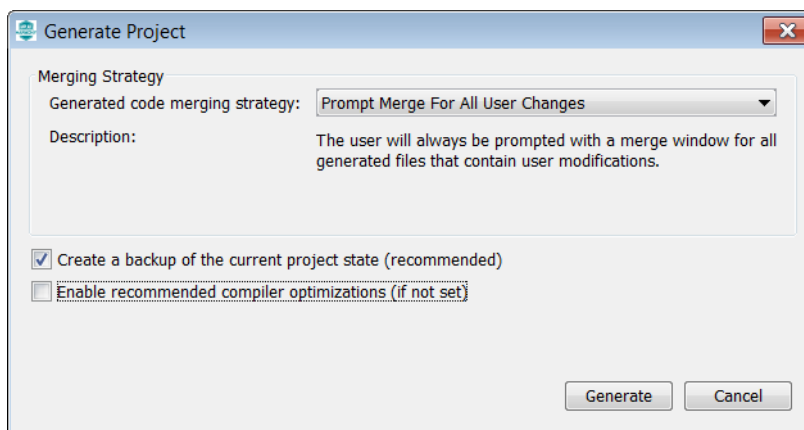 Generate Project
Merging Strategy
Generated code merging strategy: Prompt Merge For All User Changes
Description: The user will always be prompted with a merge window for all
generated files that contain user modifications.
Create a backup of the current project state (recommended)
Enable recommended compiler optimizations (if not set)
Generate Cancel